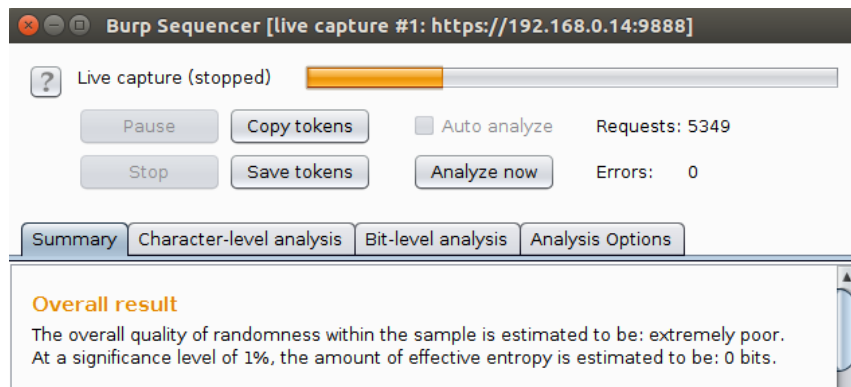 Burp Sequencer [live capture #1: https://192.168.0.14:9888]
? Live capture (stopped)
Pause Copy tokens Auto analyze Requests: 5349
Stop Save tokens Analyze now Errors: 0
Summary Character-level analysis Bit-level analysis Analysis Options
Overall result
The overall quality of randomness within the sample is estimated to be: extremely poor.
At a significance level of 1%, the amount of effective entropy is estimated to be: 0 bits.